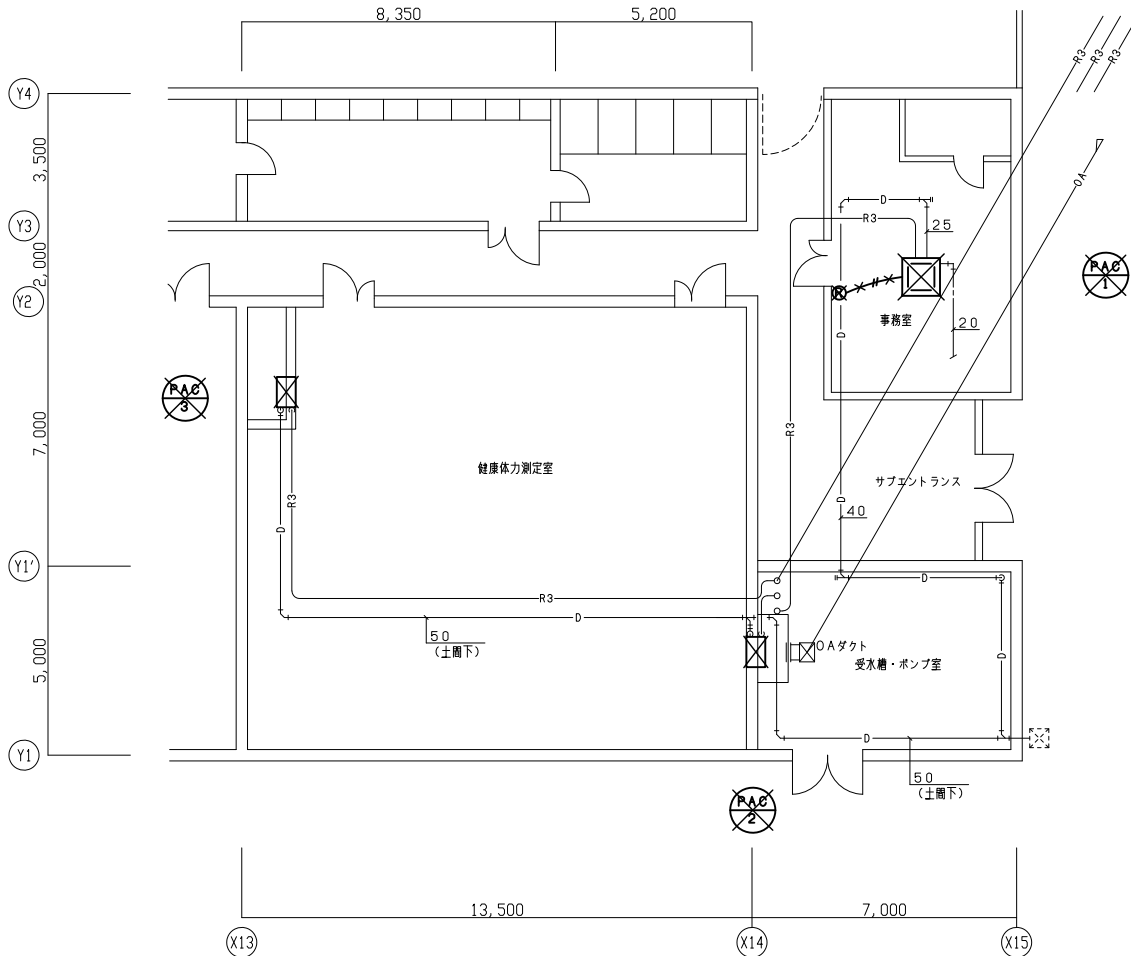 8,350
5,200
Y4
3,500
Y3
2,000
Y2
7,000
Y1'
5,000
Y1
R3
R3
R3
OA
D
R3
25
PAC
1
R
事務室
20
D
PAC
3
R3
健康体力測定室
サブエントランス
R3
D
D
40
R3
D
D
50
(土間下)
OAダクト
受水槽・ポンプ室
D
D
50
(土間下)
PAC
2
13,500
7,000
X13
X14
X15